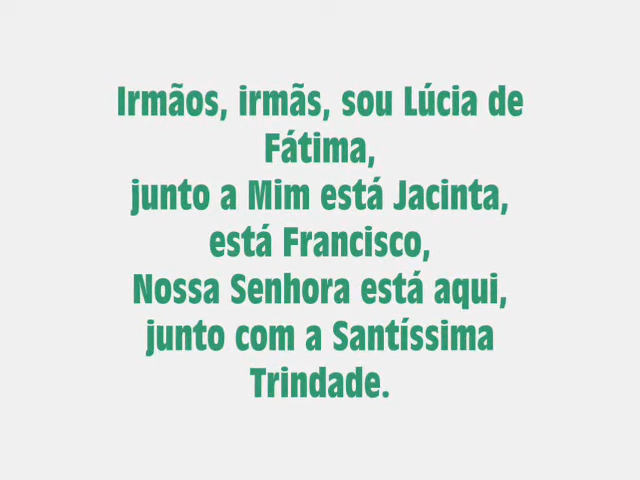 Irmãos, irmãs, sou Lúcia de
Fátima,
junto a Mim está Jacinta,
está Francisco,
Nossa Senhora está aqui,
junto com a Santíssima
Trindade.